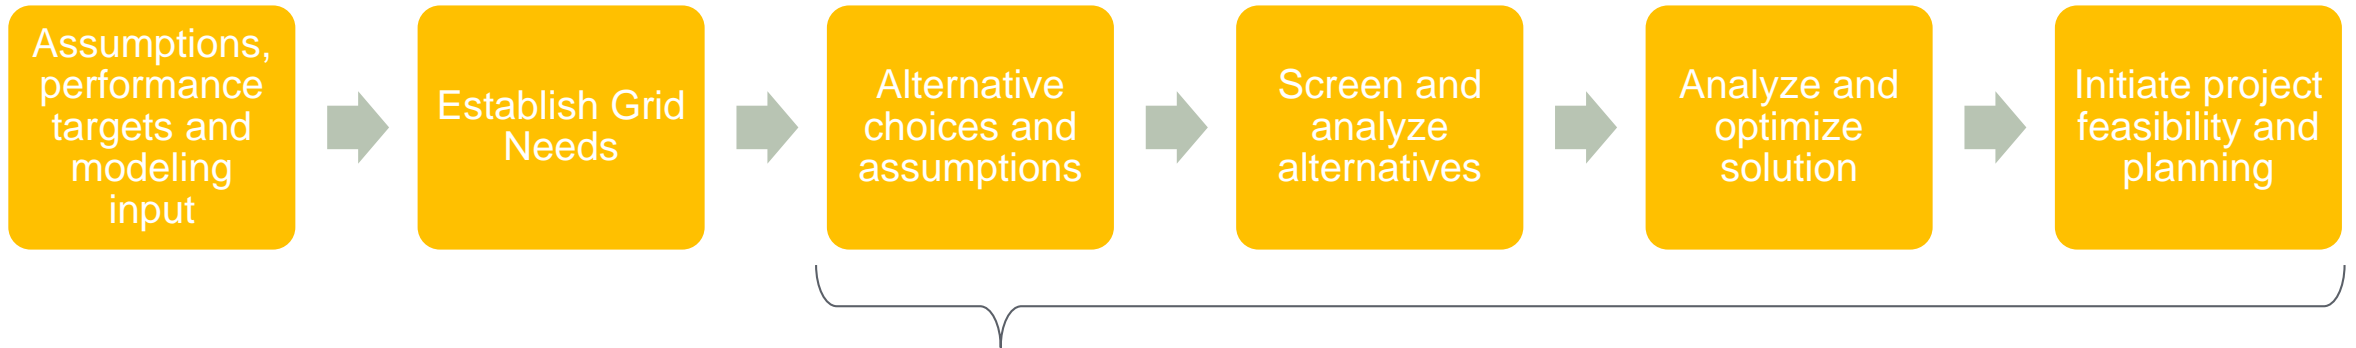 Assumptions,
performance
targets and
modeling
input
Establish Grid
Needs
Alternative
choices and
assumptions
Screen and
analyze
alternatives
Analyze and
optimize
solution
Initiate project
feasibility and
planning